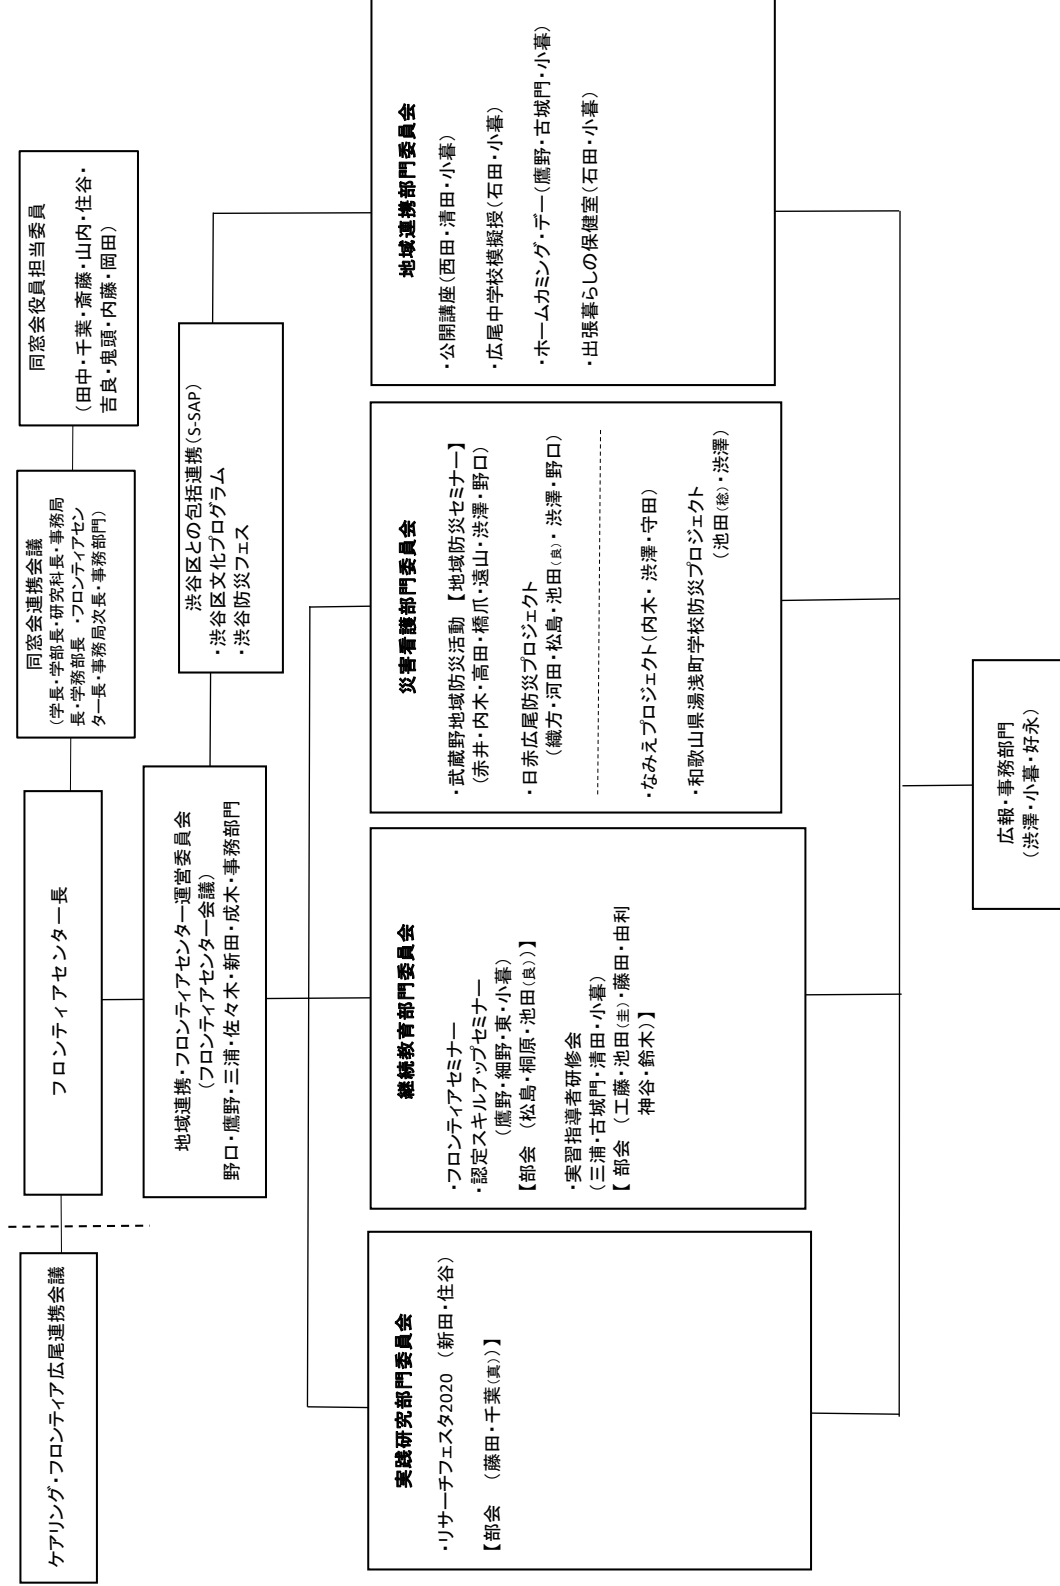 ケアリング・フロンティア広尾連携会議
フロンティアセンター長
同窓会連携会議
(学長・学部長・研究科長・事務局
長・学務部長 ・フロンティアセン
ター長・事務局次長・事務部門)
同窓会役員担当委員
(田中・千葉・斎藤・山内・住谷・
吉良・鬼頭・内藤・岡田)
地域連携・フロンティアセンター運営委員会
(フロンティアセンター会議)
野口・鷹野・三浦・佐々木・新田・成木・事務部門
渋谷区との包括連携(S-SAP)
・渋谷区文化プログラム
・渋谷防災フェス
実践研究部門委員会
・リサーチフェスタ2020 (新田・住谷)
【部会 (藤田・千葉(真))】
継続教育部門委員会
・フロンティアセミナー
・認定スキルアップセミナー
(鷹野・細野・東・小暮)
【部会 (松島・桐原・池田(良))】
・実習指導者研修会
(三浦・古城門・清田・小暮)
【 部会 (工藤・池田(圭)・藤田・由利
神谷・鈴木)】
災害看護部門委員会
・武蔵野地域防災活動 【地域防災セミナー】
(赤井・内木・高田・橋爪・遠山・渋澤・野口)
・日赤広尾防災プロジェクト
(織方・河田・松島・池田(良)・ 渋澤・野口)
・なみえプロジェクト(内木・渋澤・守田)
・和歌山県湯浅町学校防災プロジェクト
(池田(稔)・渋澤)
地域連携部門委員会
・公開講座(西田・清田・小暮)
・広尾中学校模擬授(石田・小暮)
・ホームカミング・デー(鷹野・古城門・小暮)
・出張暮らしの保健室(石田・小暮)
広報・事務部門
(渋澤・小暮・好永)